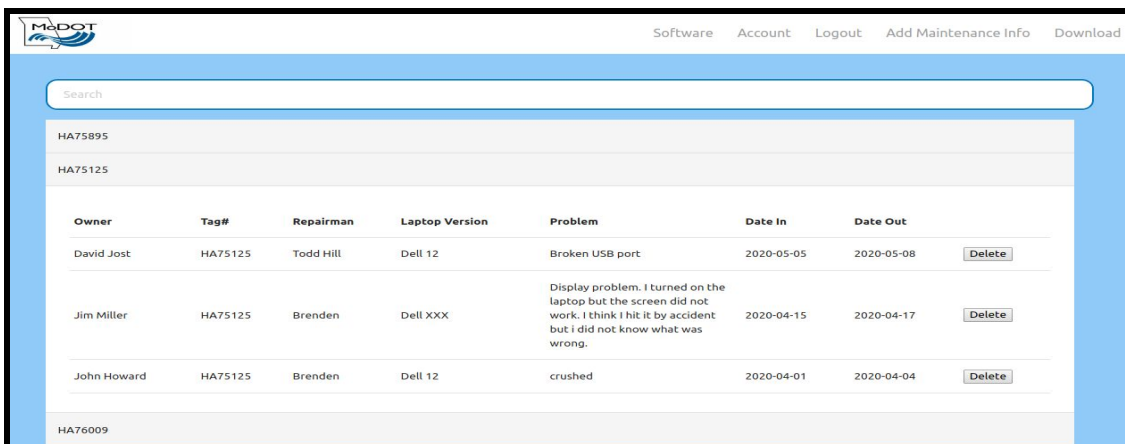 MoDOT
Software Account Logout Add Maintenance Info Download
Search
HA75895
HA75125
Owner Tag# Repairman Laptop Version Problem Date In Date Out
David Jost HA75125 Todd Hill Dell 12 Broken USB port 2020-05-05 2020-05-08 Delete
Display problem. I turned on the
laptop but the screen did not
Jim Miller HA75125 Brenden Dell XXX work. I think I hit it by accident 2020-04-15 2020-04-17 Delete
but i did not know what was
wrong.
John Howard HA75125 Brenden Dell 12 crushed 2020-04-01 2020-04-04 Delete
HA76009